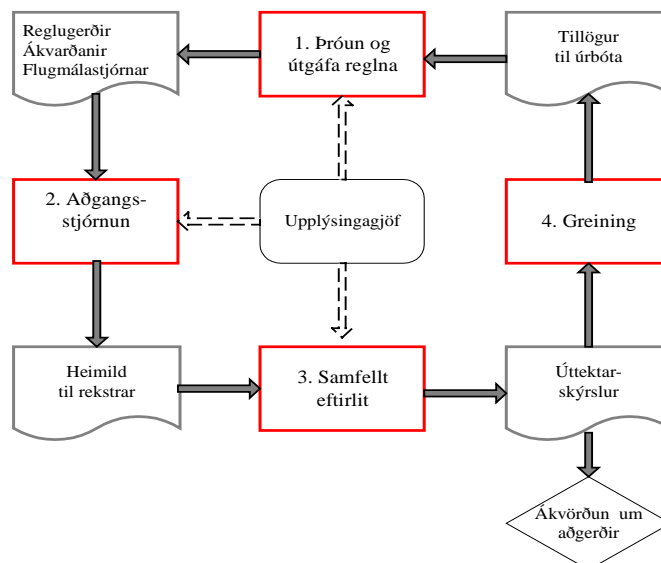 Reglugerðir
Ákvarðanir
Flugmálastjórnar
1. Þróun og
útgáfa reglna
Tillögur
til úrbóta
2. Aðgangs-
stjórnun
Upplýsingagjöf
4. Greining
Heimild
til rekstrar
3. Samfellt
eftirlit
Úttektar-
skýrslur
Ákvörðun um
aðgerðir